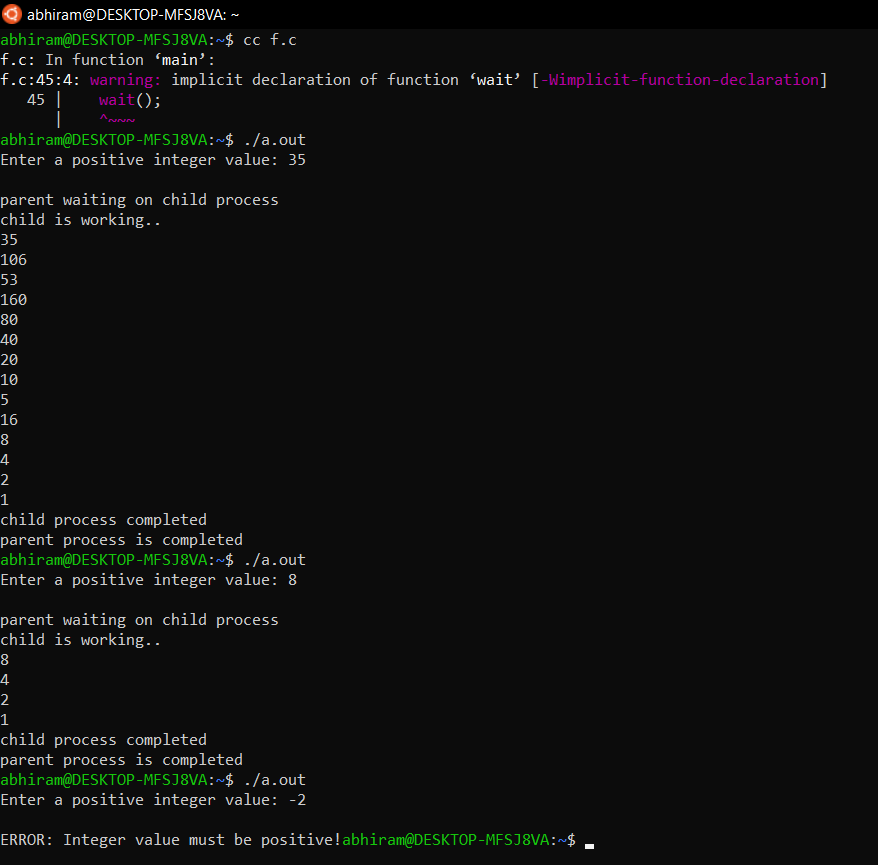 abhiram@DESKTOP-MFSJ8VA: ~
abhiram@DESKTOP-MFSJ8VA:~$ cc f.c
f.c: In function ‘main’:
f.c:45:4: warning: implicit declaration of function ‘wait’ [-Wimplicit-function-declaration]
   45 |    wait();
      |    ^~~~
abhiram@DESKTOP-MFSJ8VA:~$ ./a.out
Enter a positive integer value: 35
parent waiting on child process
child is working..
35
106
53
160
80
40
20
10
5
16
8
4
2
1
child process completed
parent process is completed
abhiram@DESKTOP-MFSJ8VA:~$ ./a.out
Enter a positive integer value: 8
parent waiting on child process
child is working..
8
4
2
1
child process completed
parent process is completed
abhiram@DESKTOP-MFSJ8VA:~$ ./a.out
Enter a positive integer value: -2
ERROR: Integer value must be positive!abhiram@DESKTOP-MFSJ8VA:~$